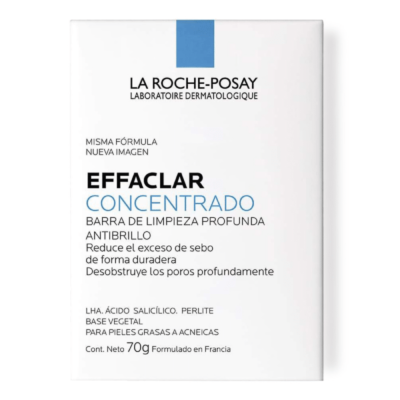 LA ROCHE-POSAY
LABORATOIRE DERMATOLOGIQUE
MISMA FÓRMULA
NUEVA IMAGEN
EFFACLAR
CONCENTRADO
BARRA DE LIMPIEZA PROFUNDA
ANTIBRILLO
Reduce el exceso de sebo
de forma duradera
Desobstruye los poros profundamente
LHA. ÁCIDO SALICÍLICO. PERLITE
BASE VEGETAL
PARA PIELES GRASAS A ACNEICAS
Cont. Neto 70g Formulado en Francia